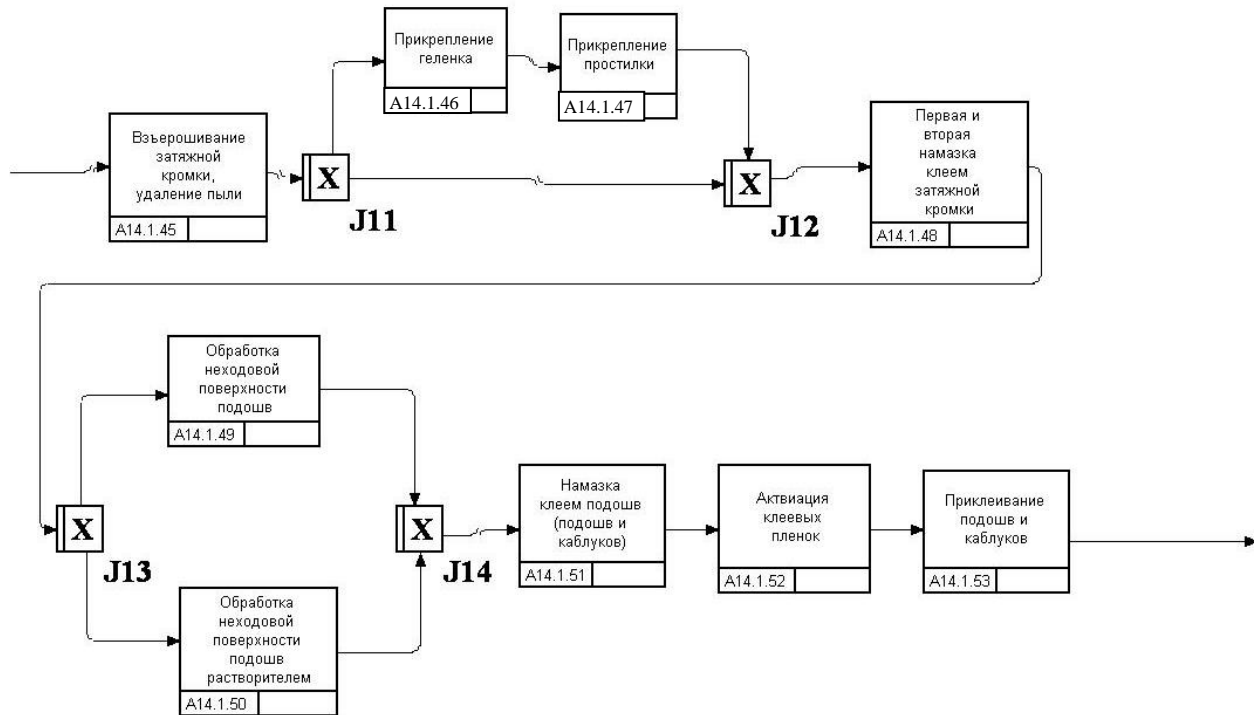 Прикрепление
геленка
A14.1.46
Прикрепление
простилки
A14.1.47
Взъерошивание
затяжной
кромки,
удаление пыли
A14.1.45
X
J11
X
J12
Первая и
вторая
намазка
клеем
затяжной
кромки
A14.1.48
Обработка
неходовой
поверхности
подошв
A14.1.49
X
J13
X
J14
Обработка
неходовой
поверхности
подошв
растворителем
A14.1.50
Намазка
клеем подошв
(подошв и
каблуков)
A14.1.51
Актвиация
клеевых
пленок
A14.1.52
Приклеивание
подошв и
каблуков
A14.1.53